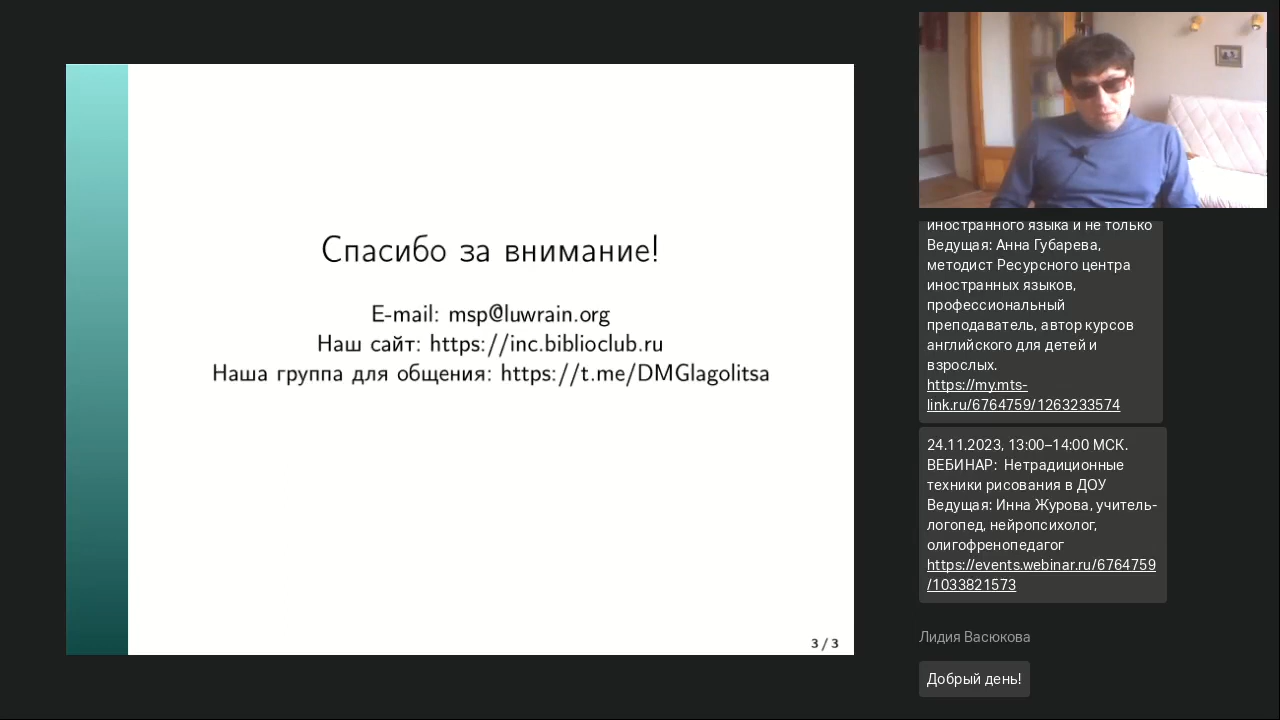 Спасибо за внимание!
E-mail: msp@luwrain.org
Наш сайт: https://inc.biblioclub.ru
Наша группа для общения: https://t.me/DMGlagolitsa
3 / 3
иностранного языка и не только
Ведущая: Анна Губарева,
методист Ресурсного центра
иностранных языков,
профессиональный
преподаватель, автор курсов
английского для детей и
взрослых.
https://my.mts-
link.ru/6764759/1263233574
24.11.2023, 13:00–14:00 МСК.
ВЕБИНАР: Нетрадиционные
техники рисования в ДОУ
Ведущая: Инна Журова, учитель-
логопед, нейропсихолог,
олигофренопедагог
https://events.webinar.ru/6764759
/1033821573
Лидия Васюкова
Добрый день!